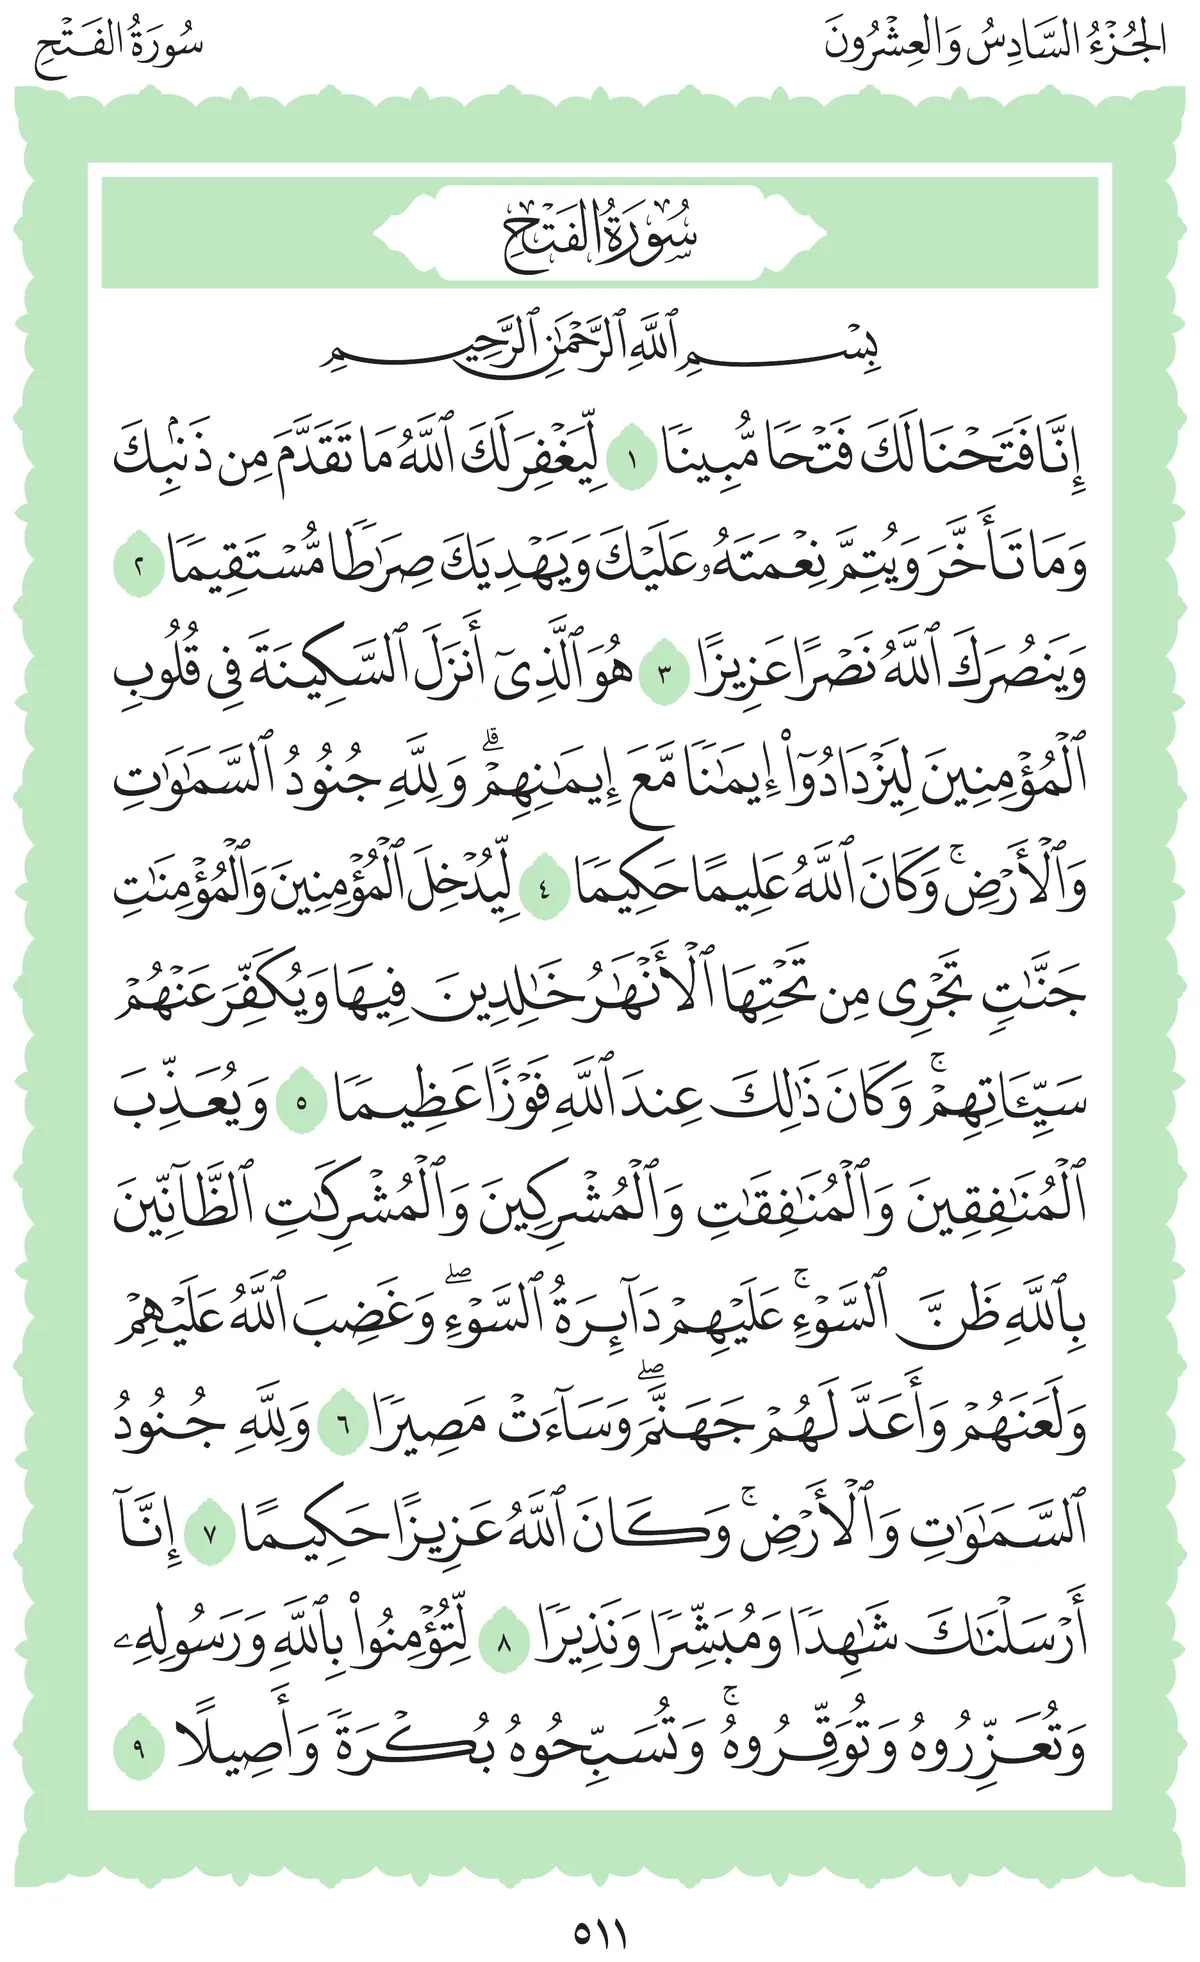 الجُزْءُ السَّادِسُ وَالعِشْرُونَ
سُورَةُ الفَتْحِ
سُورَةُ الفَتْحِ
بِسْمِ ٱللَّهِ ٱلرَّحْمَٰنِ ٱلرَّحِيمِ
إِنَّا فَتَحْنَا لَكَ فَتْحًا مُّبِينًا ١ لِّيَغْفِرَ لَكَ ٱللَّهُ مَا تَقَدَّمَ مِن ذَنۢبِكَ
وَمَا تَأَخَّرَ وَيُتِمَّ نِعْمَتَهُۥ عَلَيْكَ وَيَهْدِيَكَ صِرَٰطًا مُّسْتَقِيمًا ٢
وَيَنصُرَكَ ٱللَّهُ نَصْرًا عَزِيزًا ٣ هُوَ ٱلَّذِىٓ أَنزَلَ ٱلسَّكِينَةَ فِى قُلُوبِ
ٱلْمُؤْمِنِينَ لِيَزْدَادُوٓا۟ إِيمَٰنًا مَّعَ إِيمَٰنِهِمْ ۗ وَلِلَّهِ جُنُودُ ٱلسَّمَٰوَٰتِ
وَٱلْأَرْضِ ۚ وَكَانَ ٱللَّهُ عَلِيمًا حَكِيمًا ٤ لِّيُدْخِلَ ٱلْمُؤْمِنِينَ وَٱلْمُؤْمِنَٰتِ
جَنَّٰتٍ تَجْرِى مِن تَحْتِهَا ٱلْأَنْهَٰرُ خَٰلِدِينَ فِيهَا وَيُكَفِّرَ عَنْهُمْ
سَيِّـَٔاتِهِمْ ۚ وَكَانَ ذَٰلِكَ عِندَ ٱللَّهِ فَوْزًا عَظِيمًا ٥ وَيُعَذِّبَ
ٱلْمُنَٰفِقِينَ وَٱلْمُنَٰفِقَٰتِ وَٱلْمُشْرِكِينَ وَٱلْمُشْرِكَٰتِ ٱلظَّآنِّينَ
بِٱللَّهِ ظَنَّ ٱلسَّوْءِ ۚ عَلَيْهِمْ دَآئِرَةُ ٱلسَّوْءِ ۖ وَغَضِبَ ٱللَّهُ عَلَيْهِمْ
وَلَعَنَهُمْ وَأَعَدَّ لَهُمْ جَهَنَّمَ ۖ وَسَآءَتْ مَصِيرًا ٦ وَلِلَّهِ جُنُودُ
ٱلسَّمَٰوَٰتِ وَٱلْأَرْضِ ۚ وَكَانَ ٱللَّهُ عَزِيزًا حَكِيمًا ٧ إِنَّآ
أَرْسَلْنَٰكَ شَٰهِدًا وَمُبَشِّرًا وَنَذِيرًا ٨ لِّتُؤْمِنُوا۟ بِٱللَّهِ وَرَسُولِهِۦ
وَتُعَزِّرُوهُ وَتُوَقِّرُوهُ ۚ وَتُسَبِّحُوهُ بُكْرَةً وَأَصِيلًا ٩
٥١١